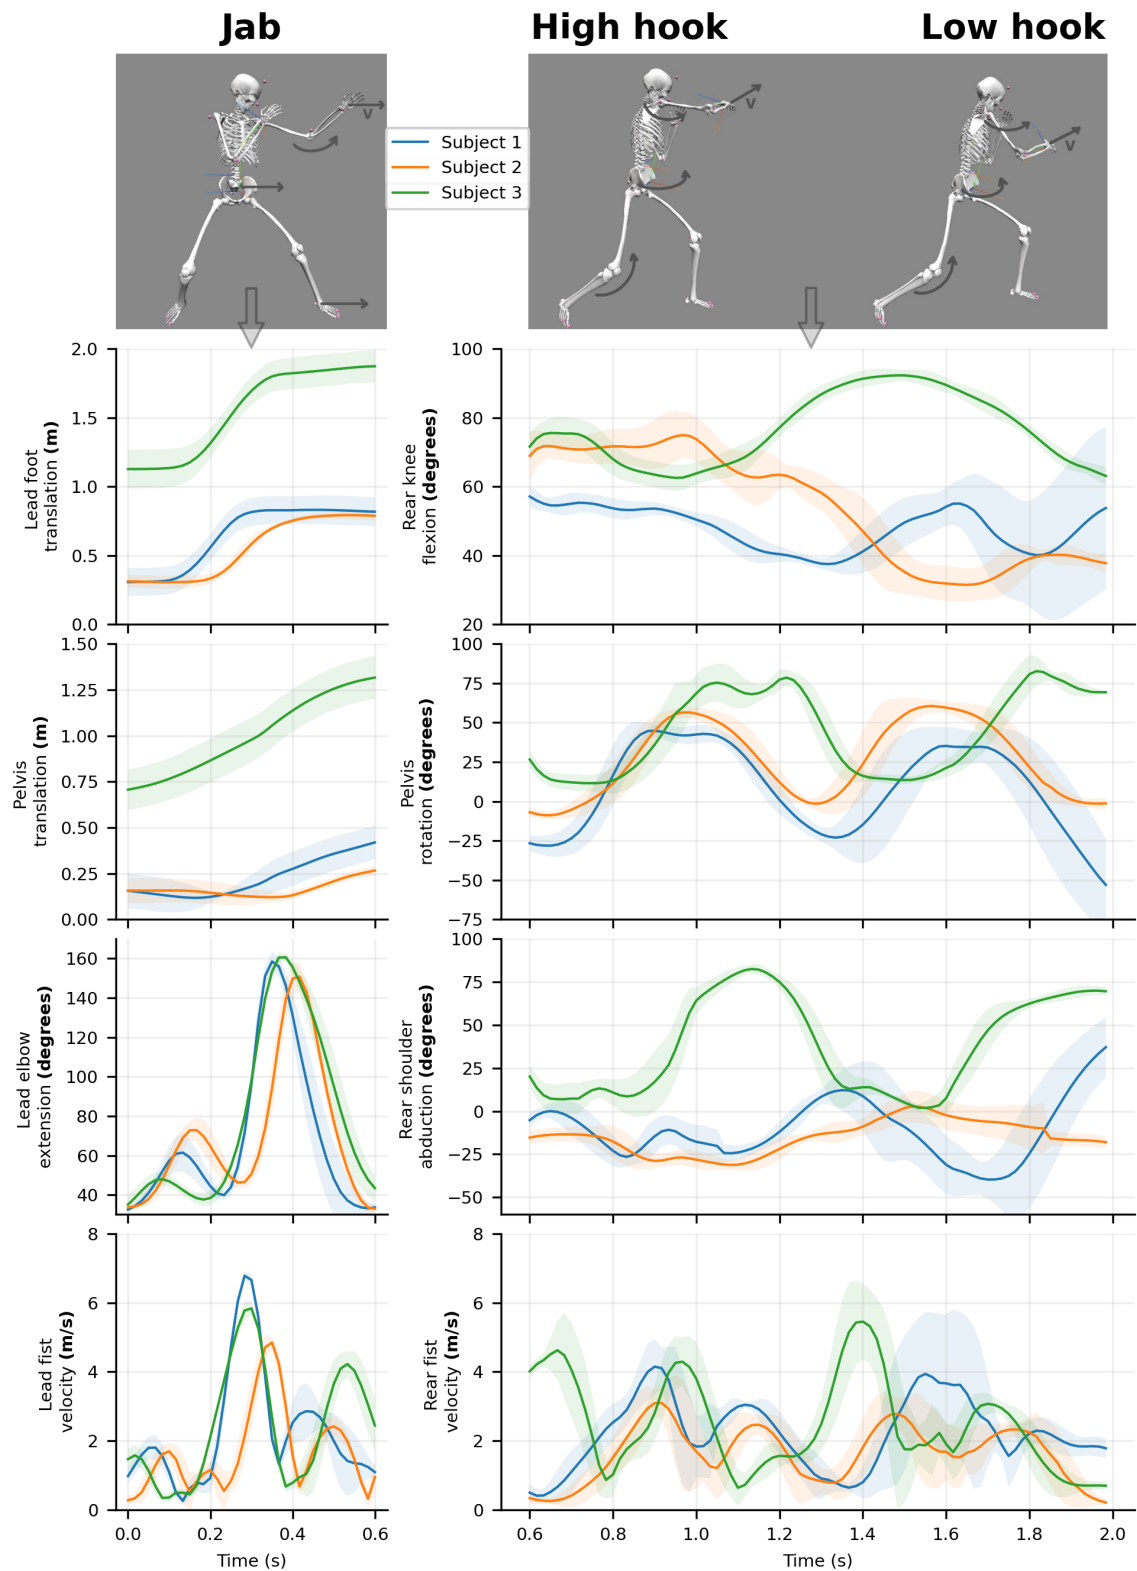 Jab
High hook
Low hook
v
v
v
Subject 1
Subject 2
Subject 3
2.0
1.5
1.0
0.5
0.0
Lead foot
translation (m)
100
80
60
40
20
Rear knee
flexion (degrees)
1.50
1.25
1.00
0.75
0.50
0.25
0.00
Pelvis
translation (m)
100
75
50
25
0
−25
−50
−75
Pelvis
rotation (degrees)
160
140
120
100
80
60
40
Lead elbow
extension (degrees)
100
75
50
25
0
−25
−50
Rear shoulder
abduction (degrees)
8
6
4
2
0
Lead fist
velocity (m/s)
0.0
0.2
0.4
0.6
Time (s)
8
6
4
2
0
Rear fist
velocity (m/s)
0.6
0.8
1.0
1.2
1.4
1.6
1.8
2.0
Time (s)